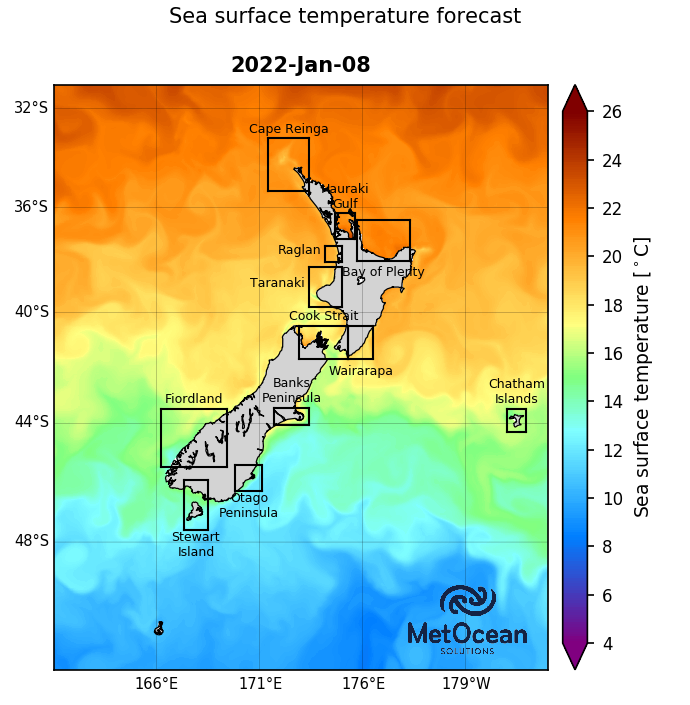 Sea surface temperature forecast
2022-Jan-08
32°S
36°S
40°S
44°S
48°S
166°E
171°E
176°E
179°W
Cape Reinga
Hauraki
Gulf
Raglan
Bay of Plenty
Taranaki
Cook Strait
Wairarapa
Banks
Peninsula
Fiordland
Chatham
Islands
Otago
Peninsula
Stewart
Island
MetOcean
SOLUTIONS
26
24
22
20
18
16
14
12
10
8
6
4
Sea surface temperature [°C]